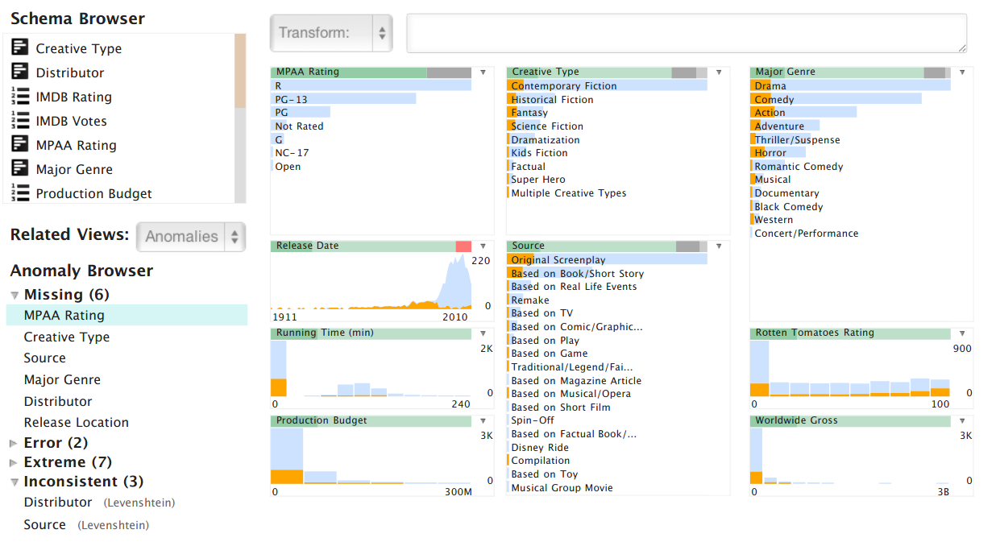 Schema Browser
Creative Type
Distributor
IMDB Rating
IMDB Votes
MPAA Rating
Major Genre
Production Budget
Related Views: Anomalies
Anomaly Browser
Missing (6)
MPAA Rating
Creative Type
Source
Major Genre
Distributor
Release Location
Error (2)
Extreme (7)
Inconsistent (3)
Distributor (Levenshtein)
Source (Levenshtein)
Transform:
MPAA Rating
R
PG-13
PG
Not Rated
G
NC-17
Open
Release Date
220
0
1911 2010
Running Time (min)
2K
0
0 240
Production Budget
3K
0
0 300M
Creative Type
Contemporary Fiction
Historical Fiction
Fantasy
Science Fiction
Dramatization
Kids Fiction
Factual
Super Hero
Multiple Creative Types
Source
Original Screenplay
Based on Book/Short Story
Based on Real Life Events
Remake
Based on TV
Based on Comic/Graphic...
Based on Play
Based on Game
Traditional/Legend/Fai...
Based on Magazine Article
Based on Musical/Opera
Based on Short Film
Spin-Off
Based on Factual Book/...
Disney Ride
Compilation
Based on Toy
Musical Group Movie
Major Genre
Drama
Comedy
Action
Adventure
Thriller/Suspense
Horror
Romantic Comedy
Musical
Documentary
Black Comedy
Western
Concert/Performance
Rotten Tomatoes Rating
900
0
0 100
Worldwide Gross
3K
0
0 3B